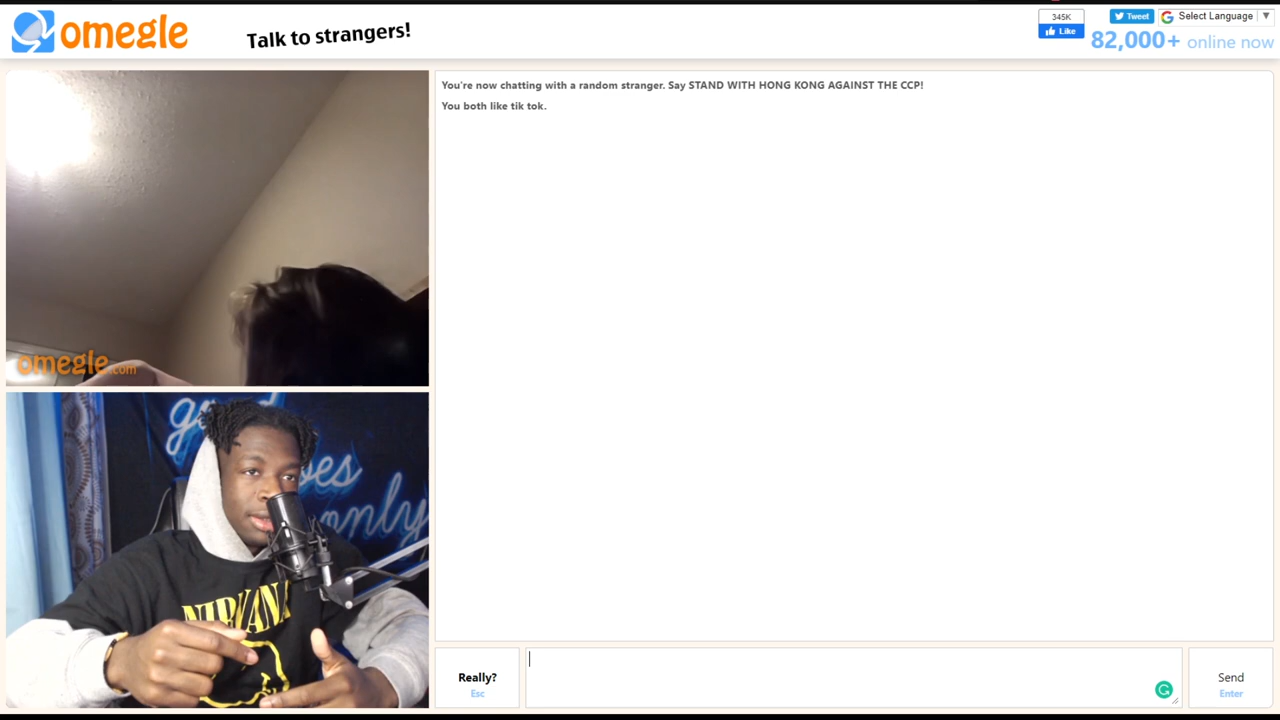 omegle
Talk to strangers!
345K
Like
Tweet
Select Language
82,000+ online now
You're now chatting with a random stranger. Say STAND WITH HONG KONG AGAINST THE CCP!
You both like tik tok.
omegle.com
good
only
NIRVANA
Really?
Esc
Send
Enter